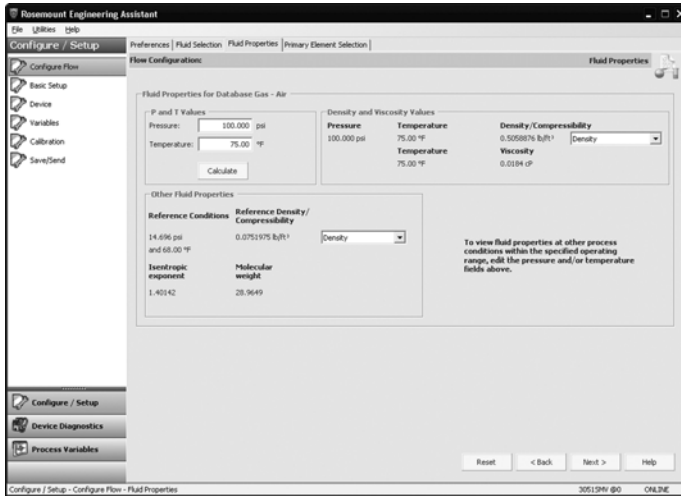 Rosemount Engineering Assistant
File Utilities Help
Configure / Setup
Preferences Fluid Selection Fluid Properties Primary Element Selection
Configure Flow
Basic Setup
Device
Variables
Calibration
Save/Send
Flow Configuration: Fluid Properties
Fluid Properties for Database Gas - Air
P and T Values
Pressure: 100.000 psi
Temperature: 75.00 °F
Calculate
Density and Viscosity Values
Pressure Temperature Density/Compressibility
100.000 psi 75.00 °F 0.5058876 lb/ft³ Density
Temperature Viscosity
75.00 °F 0.0184 cP
Other Fluid Properties
Reference Conditions Reference Density/
Compressibility
14.696 psi 0.0751975 lb/ft³ Density
and 68.00 °F
Isentropic Molecular
exponent weight
1.40142 28.9649
To view fluid properties at other process
conditions within the specified operating
range, edit the pressure and/or temperature
fields above.
Configure / Setup
Device Diagnostics
Process Variables
Reset < Back Next > Help
Configure / Setup - Configure Flow - Fluid Properties 3051SMV @0 ONLINE